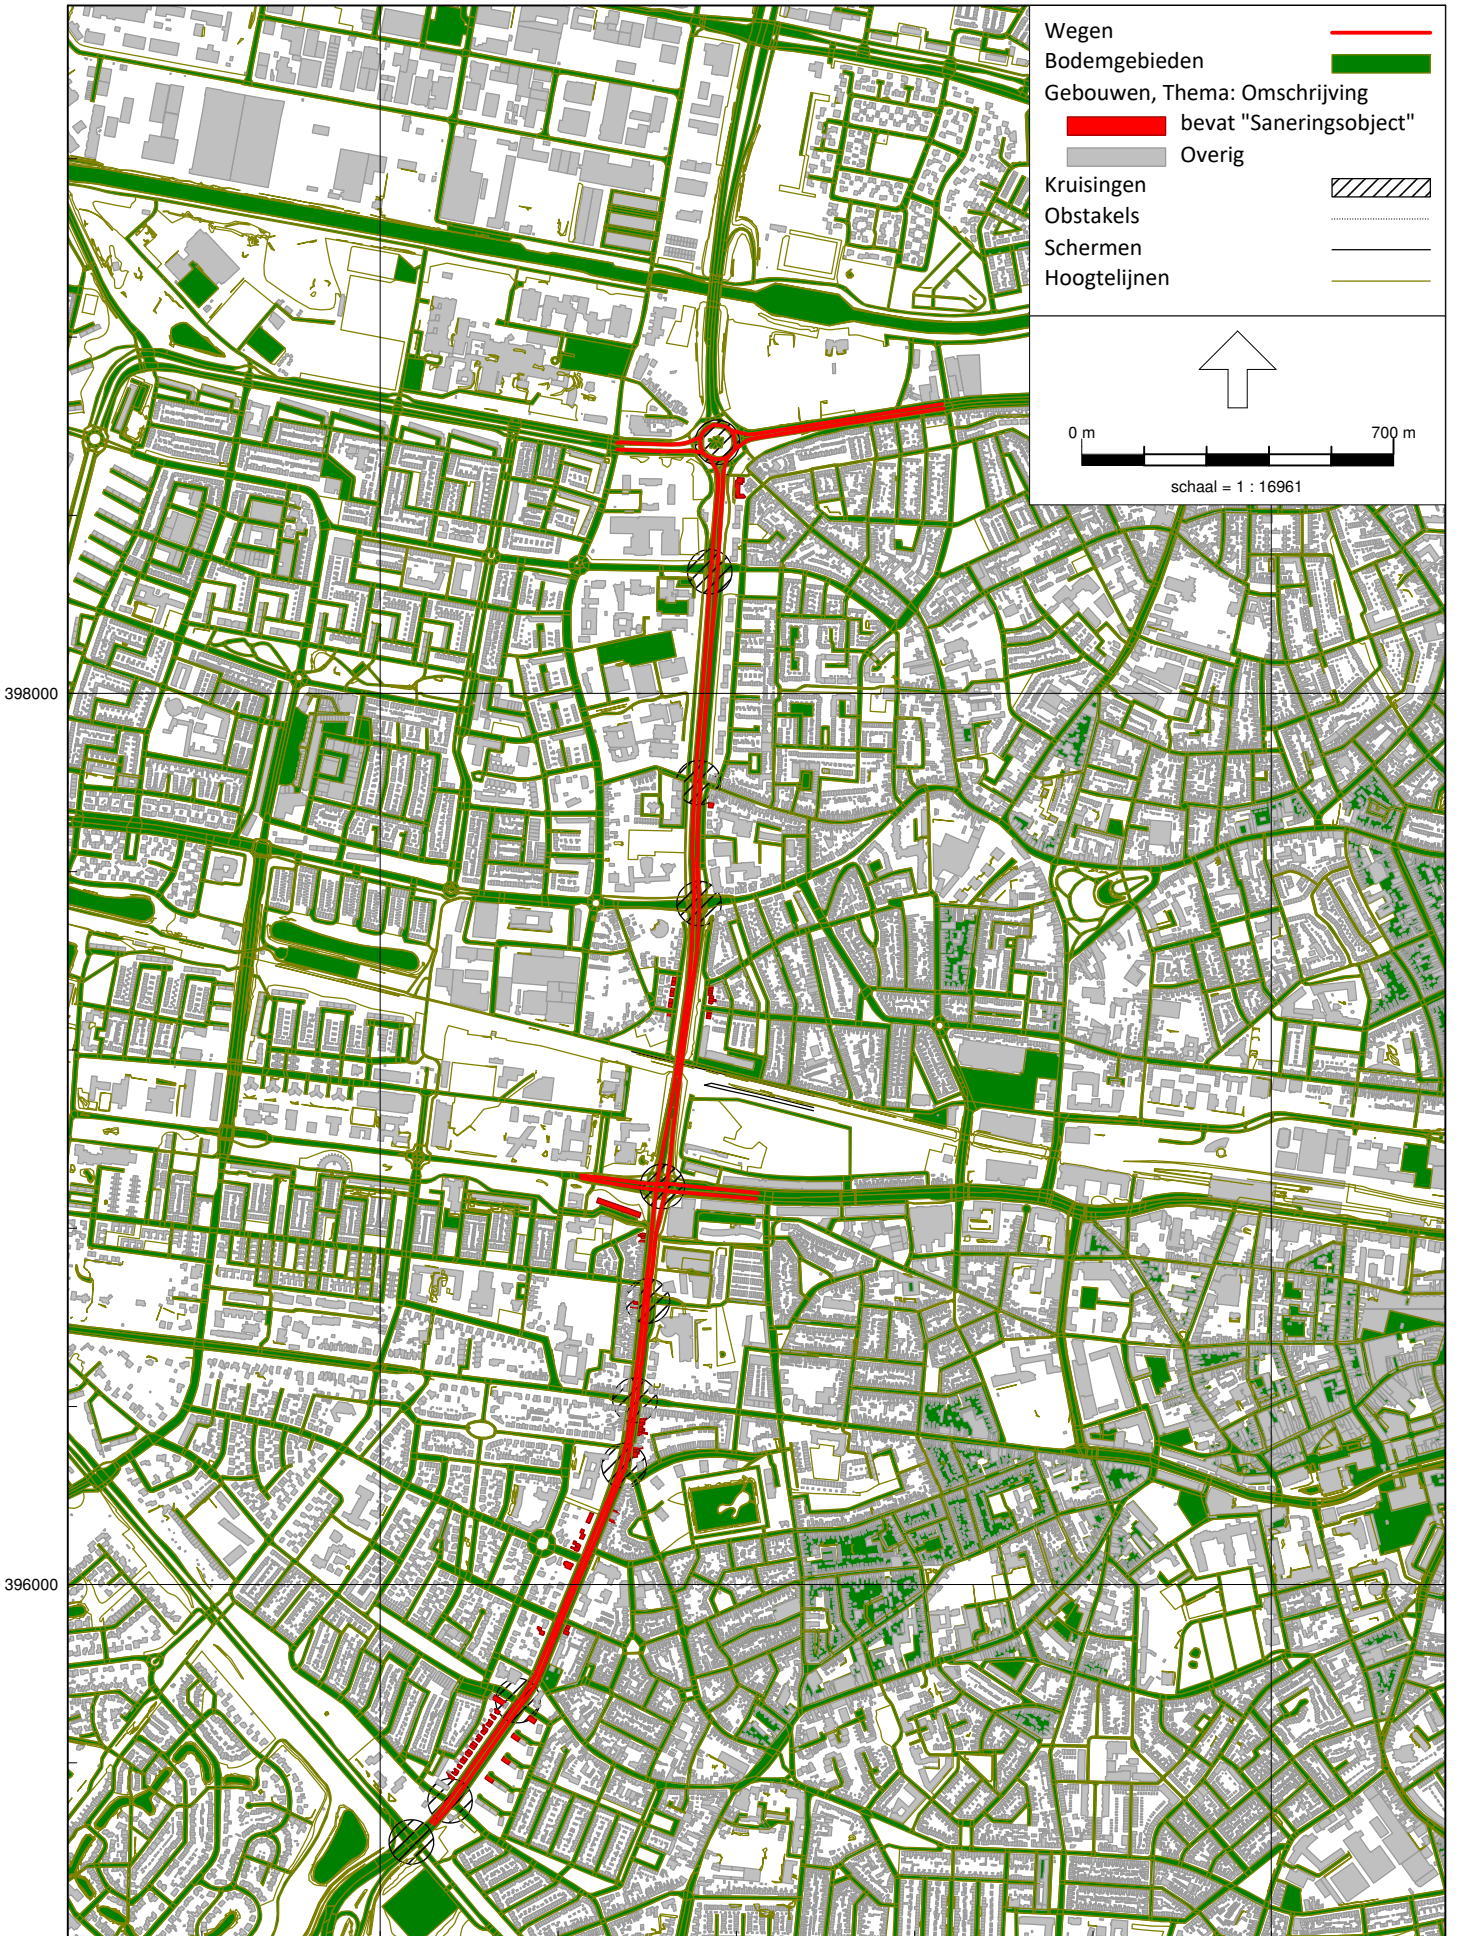 Wegen
Bodemgebieden
Gebouwen, Thema: Omschrijving
bevat "Saneringsobject"
Overig
Kruisingen
Obstakels
Schermen
Hoogtelijnen
0 m 700 m
schaal = 1 : 16961
398000
396000